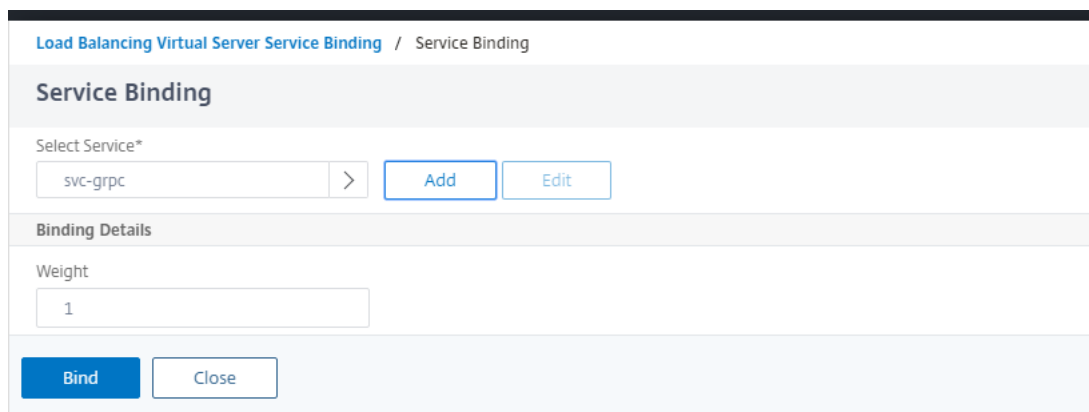 Load Balancing Virtual Server Service Binding / Service Binding
Service Binding
Select Service*
svc-grpc > Add Edit
Binding Details
Weight
1
Bind Close